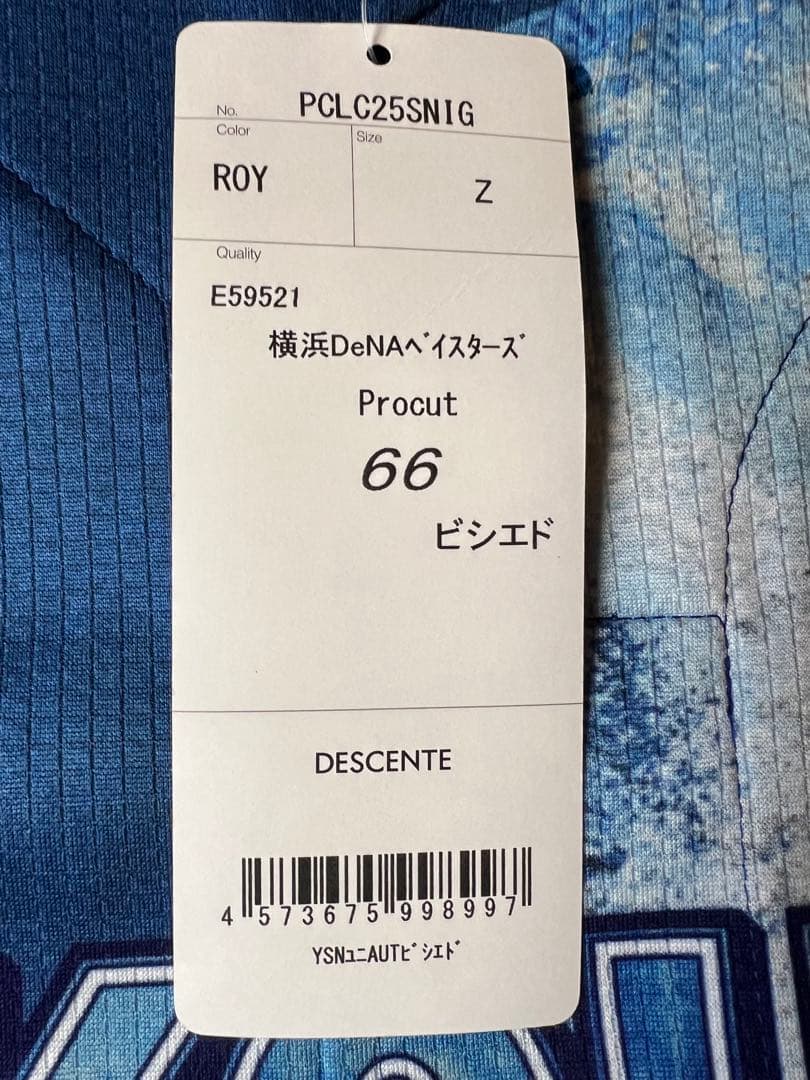 No. PCLC25SNIG
Color Size
ROY Z
Quality
E59521
横浜DeNAﾍﾞｲｽﾀｰｽﾞ
Procut
66
ビシエド
DESCENTE
4 573675 998997
YSNﾕﾆAUTﾋﾞｼｴﾄﾞ